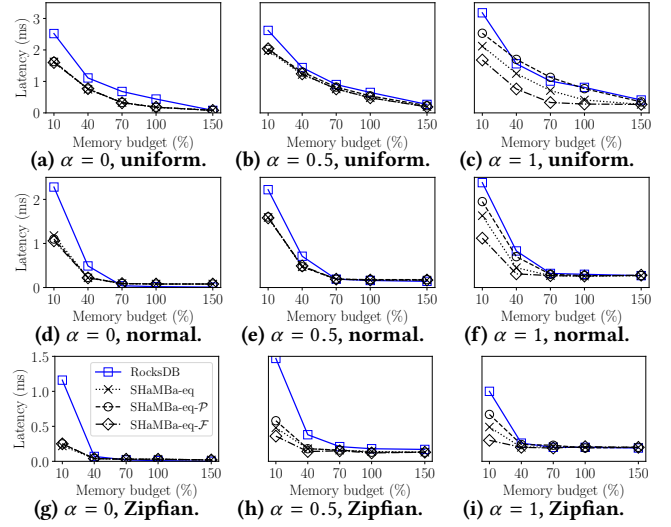 Latency (ms)
3
2
1
0
10 40 70 100 150
10 40 70 100 150
10 40 70 100 150
Memory budget (%)
Memory budget (%)
Memory budget (%)
(a) α = 0, uniform.
(b) α = 0.5, uniform.
(c) α = 1, uniform.
Latency (ms)
2
1
0
10 40 70 100 150
10 40 70 100 150
10 40 70 100 150
Memory budget (%)
Memory budget (%)
Memory budget (%)
(d) α = 0, normal.
(e) α = 0.5, normal.
(f) α = 1, normal.
Latency (ms)
1.5
1.0
0.5
0.0
RocksDB
SHaMBa-eq
SHaMBa-eq-𝒫
SHaMBa-eq-ℱ
10 40 70 100 150
10 40 70 100 150
10 40 70 100 150
Memory budget (%)
Memory budget (%)
Memory budget (%)
(g) α = 0, Zipfian.
(h) α = 0.5, Zipfian.
(i) α = 1, Zipfian.